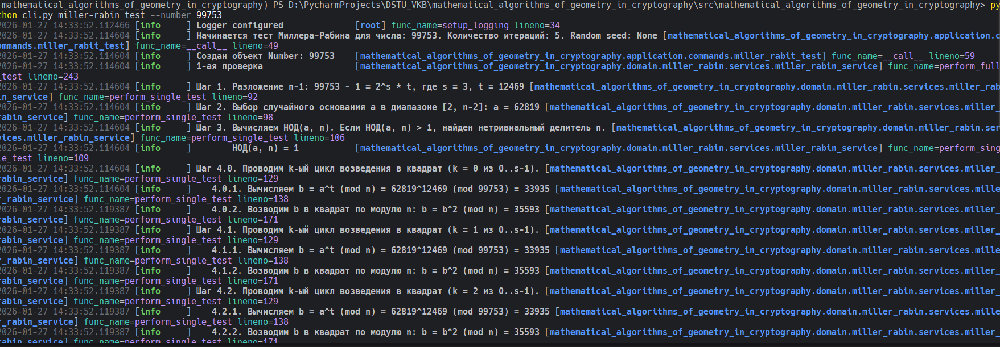 mathematical_algorithms_of_geometry_in_cryptography) PS D:\PycharmProjects\DSTU_VKB\mathematical_algorithms_of_geometry_in_cryptography\src\mathematical_algorithms_of_geometry_in_cryptography> py
thon cli.py miller-rabin test --number 99753
2026-01-27 14:33:52.112466 [info     ] Logger configured              [root] func_name=setup_logging lineno=34
2026-01-27 14:33:52.114604 [info     ] Начинается тест Миллера-Рабина для числа: 99753. Количество итераций: 5. Random seed: None [mathematical_algorithms_of_geometry_in_cryptography.application.c
ommands.miller_rabit_test] func_name=__call__ lineno=49
2026-01-27 14:33:52.114604 [info     ] Создан объект Number: 99753    [mathematical_algorithms_of_geometry_in_cryptography.application.commands.miller_rabit_test] func_name=__call__ lineno=59
2026-01-27 14:33:52.114604 [info     ] 1-ая проверка                  [mathematical_algorithms_of_geometry_in_cryptography.domain.miller_rabin.services.miller_rabin_service] func_name=perform_full
_test lineno=243
2026-01-27 14:33:52.114604 [info     ] Шаг 1. Разложение n-1: 99753 - 1 = 2^s * t, где s = 3, t = 12469 [mathematical_algorithms_of_geometry_in_cryptography.domain.miller_rabin.services.miller_rab
in_service] func_name=perform_single_test lineno=92
2026-01-27 14:33:52.114604 [info     ] Шаг 2. Выбор случайного основания a в диапазоне [2, n-2]: a = 62819 [mathematical_algorithms_of_geometry_in_cryptography.domain.miller_rabin.services.miller_
rabin_service] func_name=perform_single_test lineno=98
2026-01-27 14:33:52.114604 [info     ] Шаг 3. Вычисляем НОД(a, n). Если НОД(a, n) > 1, найден нетривиальный делитель n. [mathematical_algorithms_of_geometry_in_cryptography.domain.miller_rabin.ser
vices.miller_rabin_service] func_name=perform_single_test lineno=106
2026-01-27 14:33:52.114604 [info     ]        НОД(a, n) = 1           [mathematical_algorithms_of_geometry_in_cryptography.domain.miller_rabin.services.miller_rabin_service] func_name=perform_sing
le_test lineno=109
2026-01-27 14:33:52.114604 [info     ] Шаг 4.0. Проводим k-ый цикл возведения в квадрат (k = 0 из 0..s-1). [mathematical_algorithms_of_geometry_in_cryptography.domain.miller_rabin.services.miller_
rabin_service] func_name=perform_single_test lineno=129
2026-01-27 14:33:52.114604 [info     ]    4.0.1. Вычисляем b = a^t (mod n) = 62819^12469 (mod 99753) = 33935 [mathematical_algorithms_of_geometry_in_cryptography.domain.miller_rabin.services.mille
r_rabin_service] func_name=perform_single_test lineno=138
2026-01-27 14:33:52.119387 [info     ]    4.0.2. Возводим b в квадрат по модулю n: b = b^2 (mod n) = 35593 [mathematical_algorithms_of_geometry_in_cryptography.domain.miller_rabin.services.miller_
rabin_service] func_name=perform_single_test lineno=171
2026-01-27 14:33:52.119387 [info     ] Шаг 4.1. Проводим k-ый цикл возведения в квадрат (k = 1 из 0..s-1). [mathematical_algorithms_of_geometry_in_cryptography.domain.miller_rabin.services.miller_
rabin_service] func_name=perform_single_test lineno=129
2026-01-27 14:33:52.119387 [info     ]    4.1.1. Вычисляем b = a^t (mod n) = 62819^12469 (mod 99753) = 33935 [mathematical_algorithms_of_geometry_in_cryptography.domain.miller_rabin.services.mille
r_rabin_service] func_name=perform_single_test lineno=138
2026-01-27 14:33:52.119387 [info     ]    4.1.2. Возводим b в квадрат по модулю n: b = b^2 (mod n) = 35593 [mathematical_algorithms_of_geometry_in_cryptography.domain.miller_rabin.services.miller_
rabin_service] func_name=perform_single_test lineno=171
2026-01-27 14:33:52.119387 [info     ] Шаг 4.2. Проводим k-ый цикл возведения в квадрат (k = 2 из 0..s-1). [mathematical_algorithms_of_geometry_in_cryptography.domain.miller_rabin.services.miller_
rabin_service] func_name=perform_single_test lineno=129
2026-01-27 14:33:52.119387 [info     ]    4.2.1. Вычисляем b = a^t (mod n) = 62819^12469 (mod 99753) = 33935 [mathematical_algorithms_of_geometry_in_cryptography.domain.miller_rabin.services.mille
r_rabin_service] func_name=perform_single_test lineno=138
2026-01-27 14:33:52.119387 [info     ]    4.2.2. Возводим b в квадрат по модулю n: b = b^2 (mod n) = 35593 [mathematical_algorithms_of_geometry_in_cryptography.domain.miller_rabin.services.miller_
rabin_service] func_name=perform_single_test lineno=171